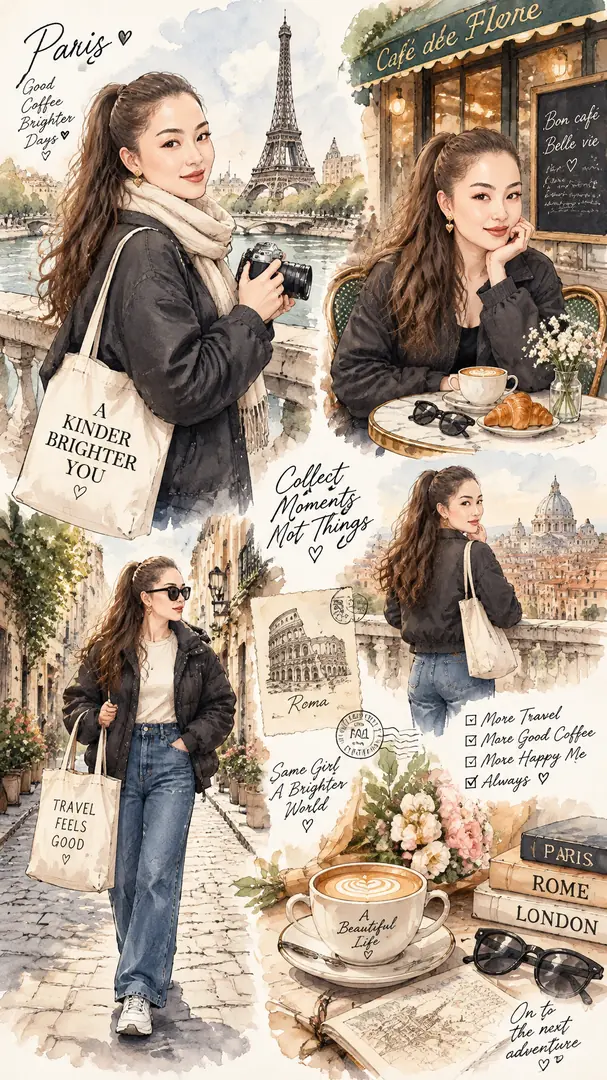 Paris
Good
Coffee
Brighter
Days
Café dée Flore
Bon café
Belle vie
A
KINDER
BRIGHTER
YOU
Collect
Moments
Mot Things
Roma
More Travel
More Good Coffee
More Happy Me
Always
TRAVEL
FEELS
GOOD
Same Girl
A Brighter
World
A
Beautiful
Life
PARIS
ROME
LONDON
On to
the next
adventure